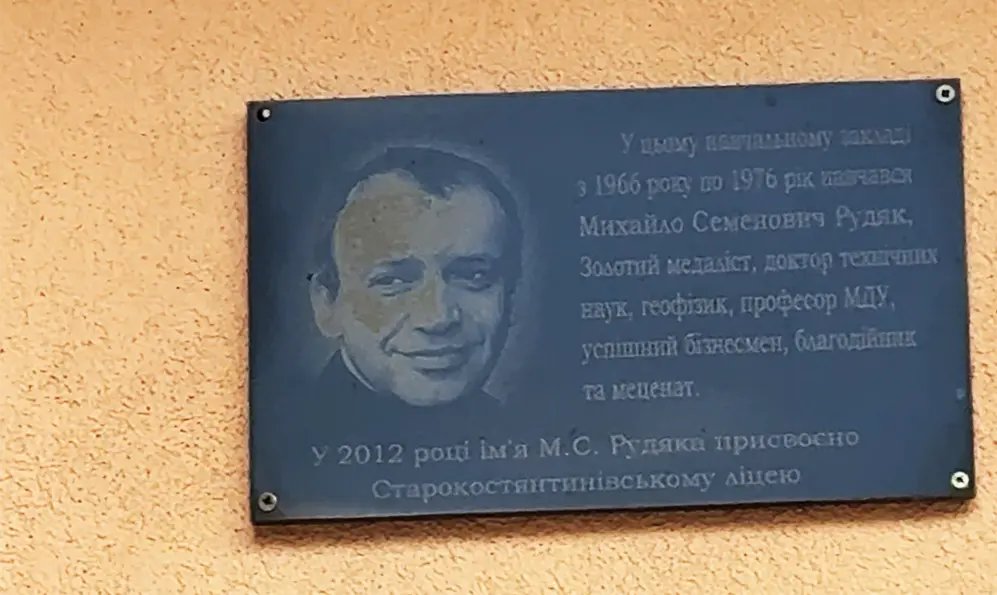 У цьому навчальному закладі
з 1966 року по 1976 рік навчався
Михайло Семенович Рудяк,
Золотий медаліст, доктор технічних
наук, геофізик, професор МДУ,
успішний бізнесмен, благодійник
та меценат.
У 2012 році ім'я М.С. Рудяка присвоєно
Старокостянтинівському ліцею